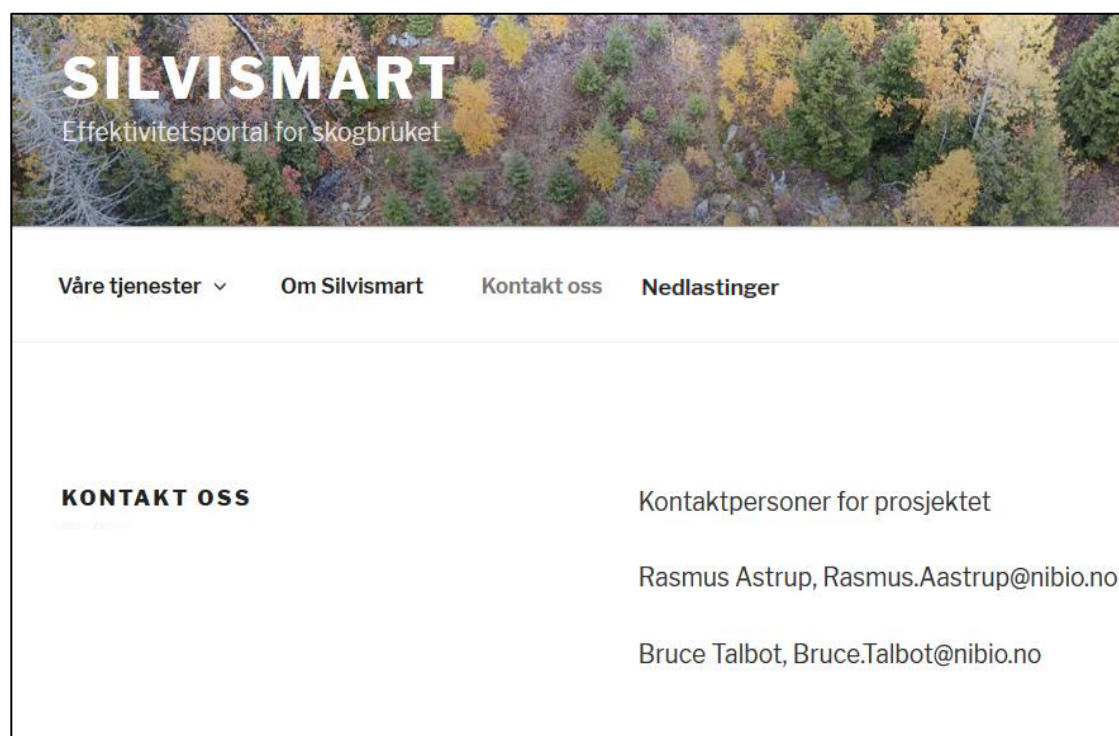 SILVISMART
Effektivitetsportal for skogbruket
Våre tjenester Om Silvismart Kontakt oss Nedlastinger
KONTAKT OSS
Kontaktpersoner for prosjektet
Rasmus Astrup, Rasmus.Aastrup@nibio.no
Bruce Talbot, Bruce.Talbot@nibio.no